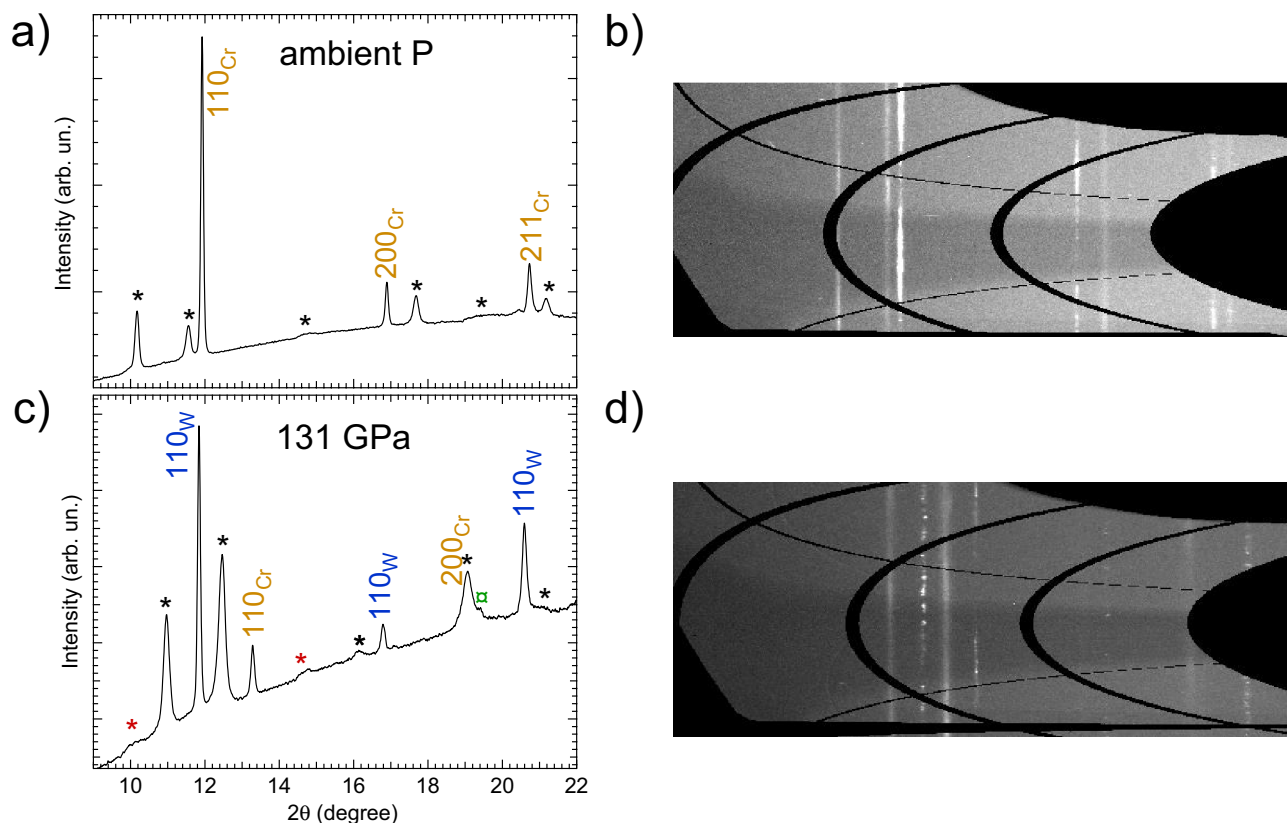 a)
ambient P
110Cr
200Cr
211Cr
*
*
*
*
*
*
Intensity (arb. un.)
b)
c)
131 GPa
110W
110Cr
110W
200Cr
110W
*
*
*
*
*
*
¤
*
Intensity (arb. un.)
10
12
14
16
18
20
22
2θ (degree)
d)